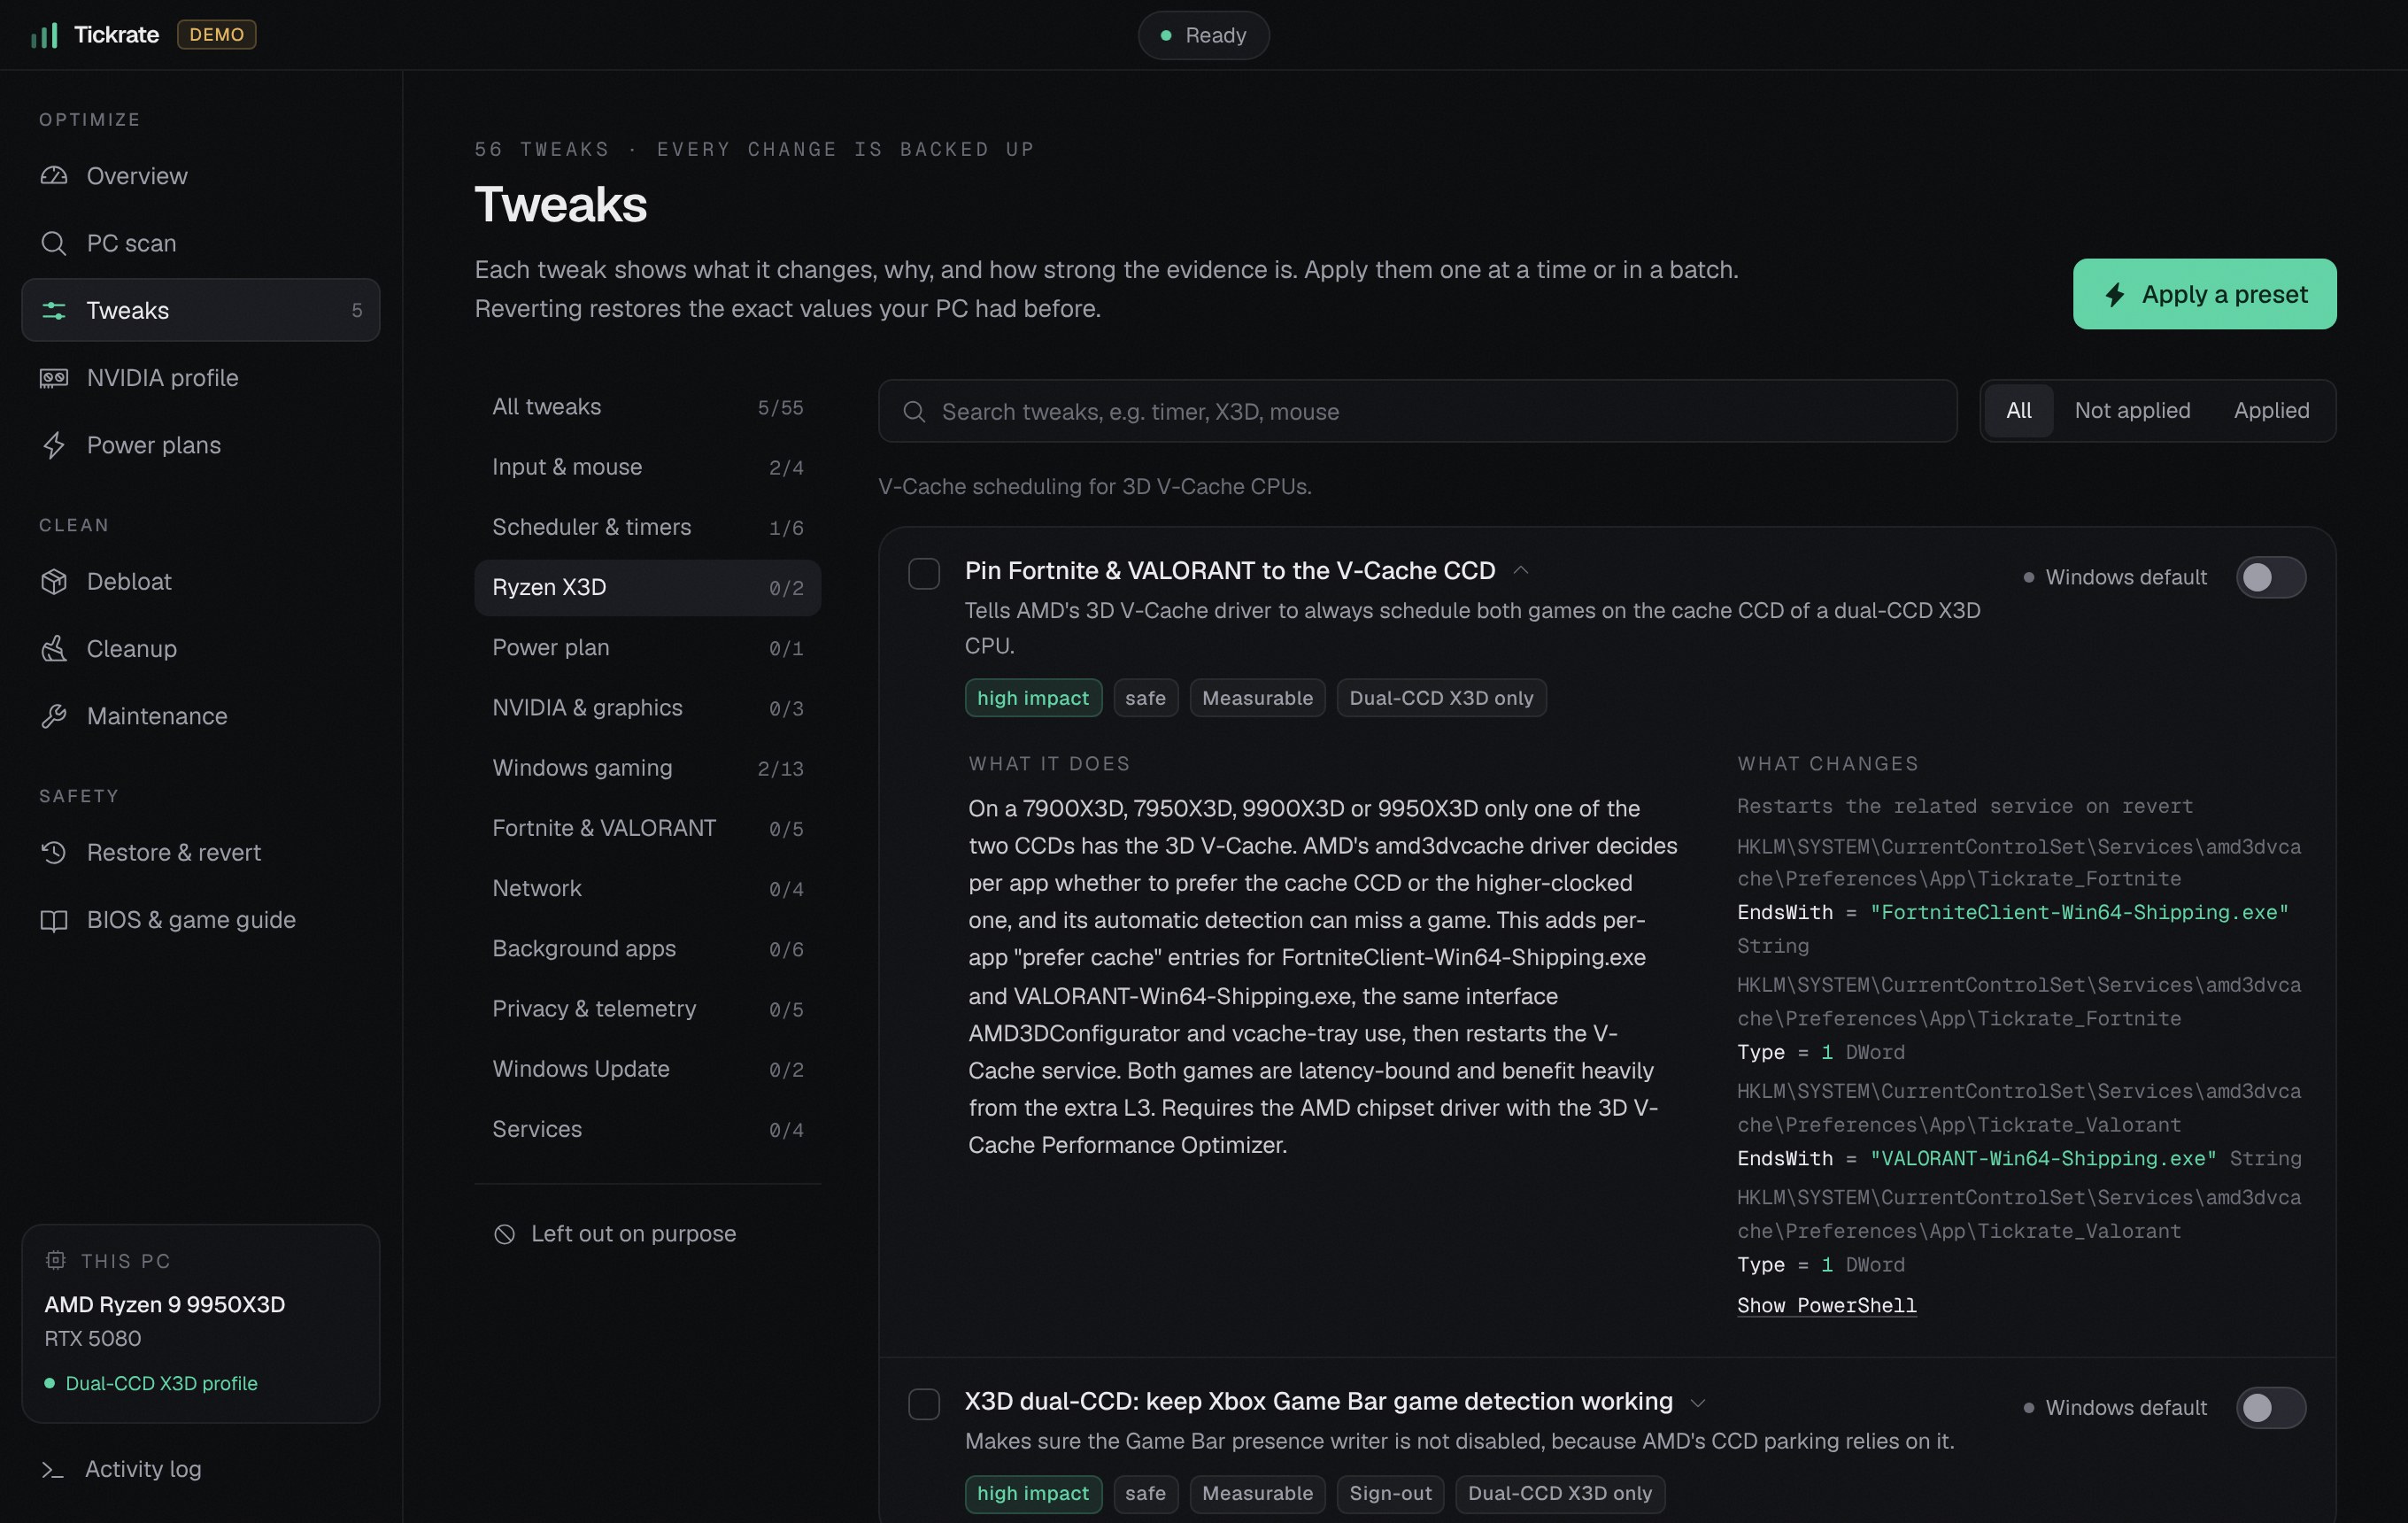 Tickrate
DEMO
Ready
OPTIMIZE
Overview
PC scan
Tweaks 5
NVIDIA profile
Power plans
CLEAN
Debloat
Cleanup
Maintenance
SAFETY
Restore & revert
BIOS & game guide
THIS PC
AMD Ryzen 9 9950X3D
RTX 5080
Dual-CCD X3D profile
Activity log
56 TWEAKS · EVERY CHANGE IS BACKED UP
Tweaks
Each tweak shows what it changes, why, and how strong the evidence is. Apply them one at a time or in a batch.
Reverting restores the exact values your PC had before.
Apply a preset
All tweaks 5/55
Input & mouse 2/4
Scheduler & timers 1/6
Ryzen X3D 0/2
Power plan 0/1
NVIDIA & graphics 0/3
Windows gaming 2/13
Fortnite & VALORANT 0/5
Network 0/4
Background apps 0/6
Privacy & telemetry 0/5
Windows Update 0/2
Services 0/4
Left out on purpose
Search tweaks, e.g. timer, X3D, mouse
All Not applied Applied
V-Cache scheduling for 3D V-Cache CPUs.
Pin Fortnite & VALORANT to the V-Cache CCD
Windows default
Tells AMD's 3D V-Cache driver to always schedule both games on the cache CCD of a dual-CCD X3D
CPU.
high impact safe Measurable Dual-CCD X3D only
WHAT IT DOES
On a 7900X3D, 7950X3D, 9900X3D or 9950X3D only one of the
two CCDs has the 3D V-Cache. AMD's amd3dvcache driver decides
per app whether to prefer the cache CCD or the higher-clocked
one, and its automatic detection can miss a game. This adds per-
app "prefer cache" entries for FortniteClient-Win64-Shipping.exe
and VALORANT-Win64-Shipping.exe, the same interface
AMD3DConfigurator and vcache-tray use, then restarts the V-
Cache service. Both games are latency-bound and benefit heavily
from the extra L3. Requires the AMD chipset driver with the 3D V-
Cache Performance Optimizer.
WHAT CHANGES
Restarts the related service on revert
HKLM\SYSTEM\CurrentControlSet\Services\amd3dvca
che\Preferences\App\Tickrate_Fortnite
EndsWith = "FortniteClient-Win64-Shipping.exe"
String
HKLM\SYSTEM\CurrentControlSet\Services\amd3dvca
che\Preferences\App\Tickrate_Fortnite
Type = 1 DWord
HKLM\SYSTEM\CurrentControlSet\Services\amd3dvca
che\Preferences\App\Tickrate_Valorant
EndsWith = "VALORANT-Win64-Shipping.exe" String
HKLM\SYSTEM\CurrentControlSet\Services\amd3dvca
che\Preferences\App\Tickrate_Valorant
Type = 1 DWord
Show PowerShell
X3D dual-CCD: keep Xbox Game Bar game detection working
Windows default
Makes sure the Game Bar presence writer is not disabled, because AMD's CCD parking relies on it.
high impact safe Measurable Sign-out Dual-CCD X3D only